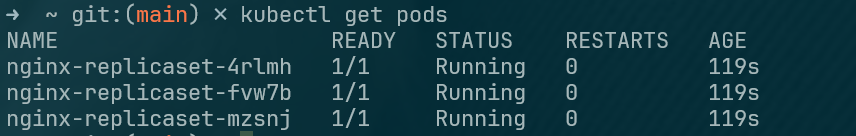 ➜  ~ git:(main) ✕ kubectl get pods
NAME                     READY   STATUS    RESTARTS   AGE
nginx-replicaset-4rlmh   1/1     Running   0          119s
nginx-replicaset-fvw7b   1/1     Running   0          119s
nginx-replicaset-mzsnj   1/1     Running   0          119s